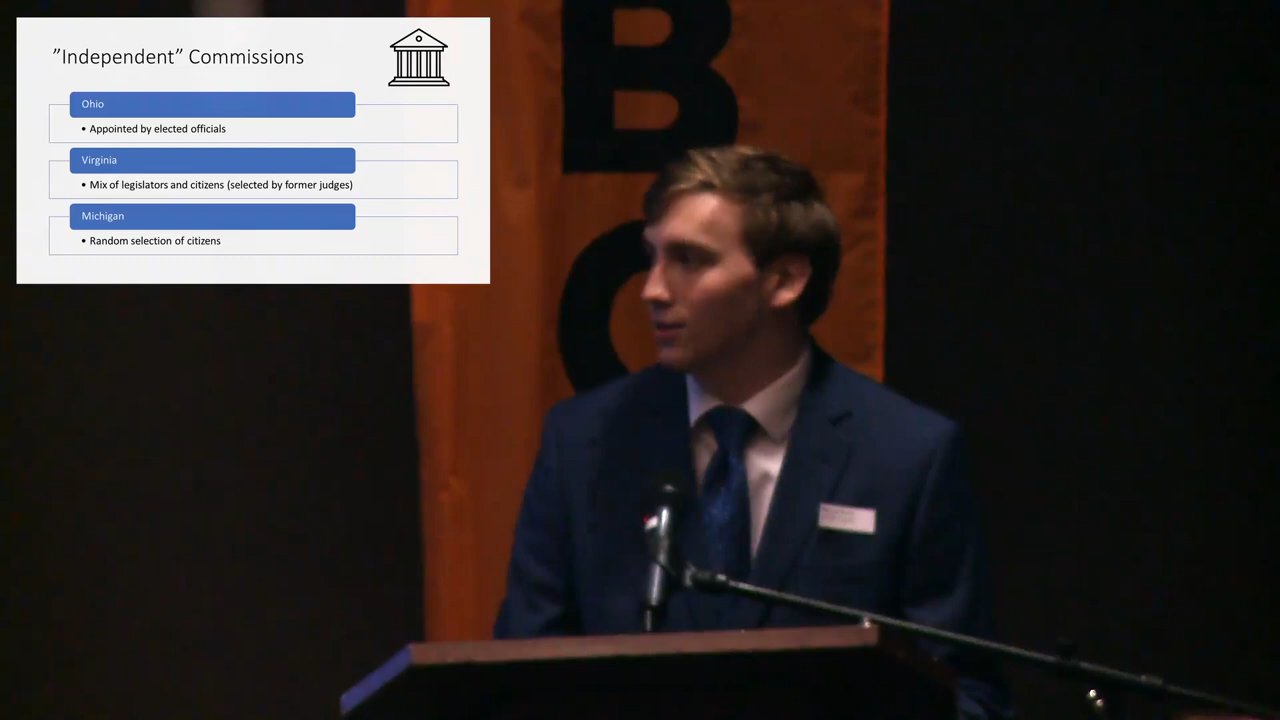 ”Independent” Commissions
Ohio
• Appointed by elected officials
Virginia
• Mix of legislators and citizens (selected by former judges)
Michigan
• Random selection of citizens
B